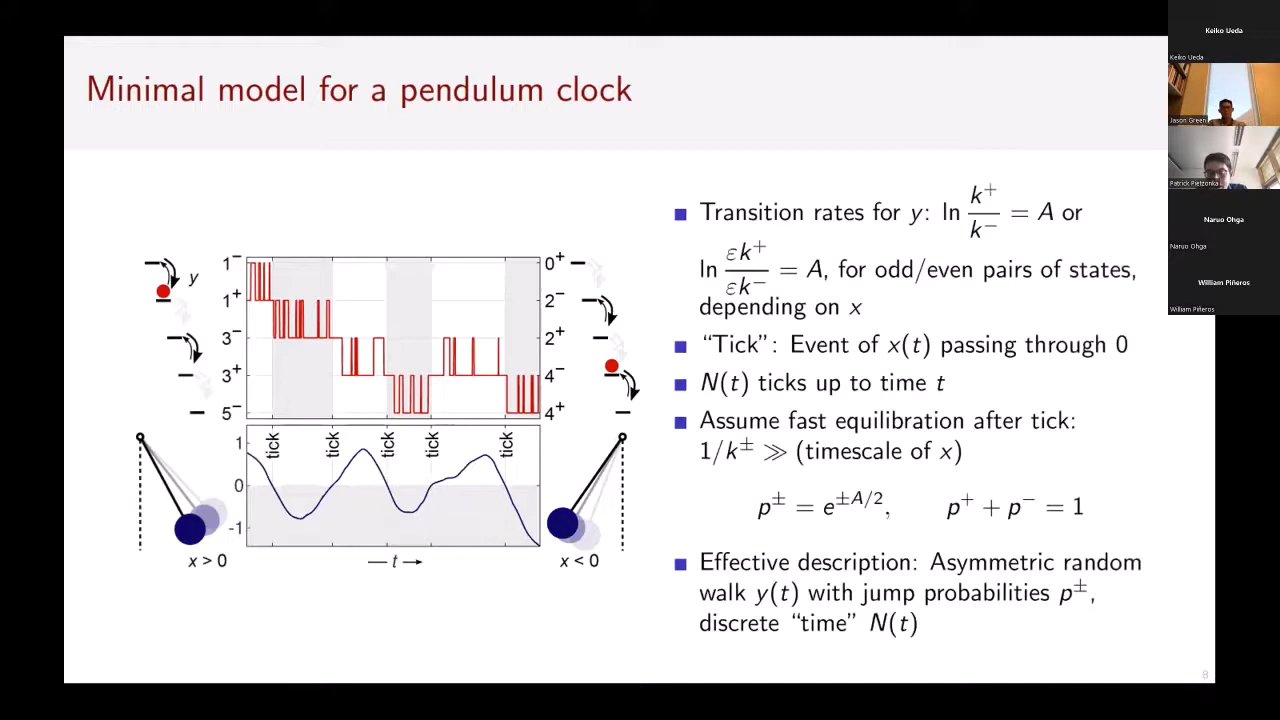 Minimal model for a pendulum clock
1⁻
1⁺
3⁻
3⁺
5⁻
y
0⁺
2⁻
2⁺
4⁻
4⁺
1
0
-1
tick
tick
tick
tick
tick
x > 0
— t →
x < 0
■ Transition rates for y: ln k⁺/k⁻ = A or
ln εk⁺/εk⁻ = A, for odd/even pairs of states,
depending on x
■ “Tick”: Event of x(t) passing through 0
■ N(t) ticks up to time t
■ Assume fast equilibration after tick:
1/k± ≫ (timescale of x)
p± = e^{±A/2}, p⁺ + p⁻ = 1
■ Effective description: Asymmetric random
walk y(t) with jump probabilities p±,
discrete “time” N(t)
8
Keiko Ueda
Keiko Ueda
Jason Green
Patrick Pietzonka
Naruo Ohga
Naruo Ohga
William Piñeros
William Piñeros